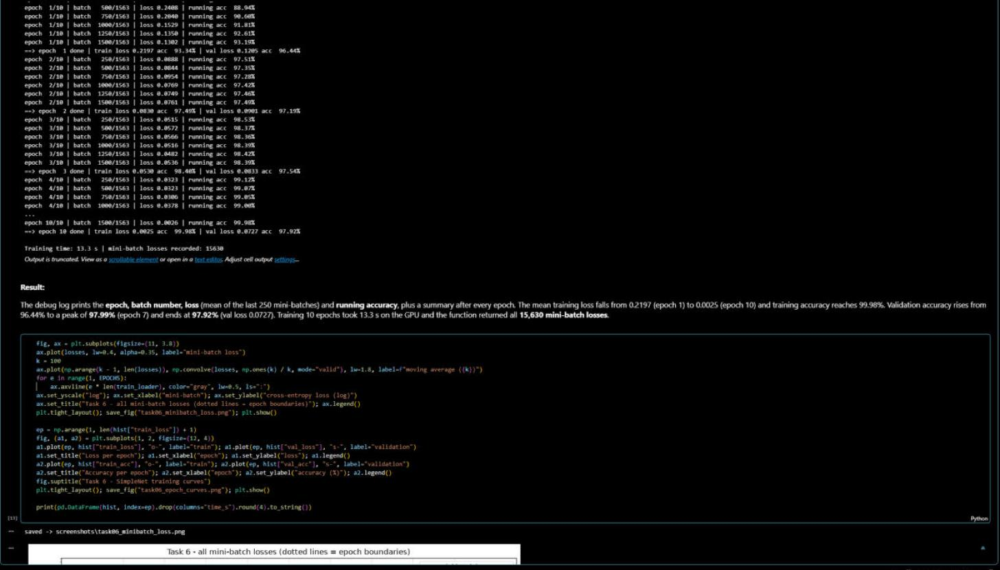 epoch  1/10 | batch   500/1563 | loss 0.2408 | running acc  88.94%
epoch  1/10 | batch   750/1563 | loss 0.2040 | running acc  90.60%
epoch  1/10 | batch  1000/1563 | loss 0.1529 | running acc  91.81%
epoch  1/10 | batch  1250/1563 | loss 0.1350 | running acc  92.61%
epoch  1/10 | batch  1500/1563 | loss 0.1302 | running acc  93.19%
==> epoch  1 done | train loss 0.2197 acc  93.34% | val loss 0.1205 acc  96.44%
epoch  2/10 | batch   250/1563 | loss 0.0888 | running acc  97.51%
epoch  2/10 | batch   500/1563 | loss 0.0844 | running acc  97.35%
epoch  2/10 | batch   750/1563 | loss 0.0954 | running acc  97.28%
epoch  2/10 | batch  1000/1563 | loss 0.0769 | running acc  97.42%
epoch  2/10 | batch  1250/1563 | loss 0.0749 | running acc  97.46%
epoch  2/10 | batch  1500/1563 | loss 0.0761 | running acc  97.49%
==> epoch  2 done | train loss 0.0830 acc  97.49% | val loss 0.0901 acc  97.19%
epoch  3/10 | batch   250/1563 | loss 0.0515 | running acc  98.53%
epoch  3/10 | batch   500/1563 | loss 0.0572 | running acc  98.37%
epoch  3/10 | batch   750/1563 | loss 0.0566 | running acc  98.36%
epoch  3/10 | batch  1000/1563 | loss 0.0516 | running acc  98.39%
epoch  3/10 | batch  1250/1563 | loss 0.0482 | running acc  98.42%
epoch  3/10 | batch  1500/1563 | loss 0.0536 | running acc  98.39%
==> epoch  3 done | train loss 0.0530 acc  98.40% | val loss 0.0833 acc  97.54%
epoch  4/10 | batch   250/1563 | loss 0.0323 | running acc  99.12%
epoch  4/10 | batch   500/1563 | loss 0.0323 | running acc  99.07%
epoch  4/10 | batch   750/1563 | loss 0.0306 | running acc  99.05%
epoch  4/10 | batch  1000/1563 | loss 0.0378 | running acc  99.00%
...
epoch 10/10 | batch  1500/1563 | loss 0.0026 | running acc  99.98%
==> epoch 10 done | train loss 0.0025 acc  99.98% | val loss 0.0727 acc  97.92%
Training time: 13.3 s | mini-batch losses recorded: 15630
Output is truncated. View as a scrollable element or open in a text editor. Adjust cell output settings...
Result:
The debug log prints the epoch, batch number, loss (mean of the last 250 mini-batches) and running accuracy, plus a summary after every epoch. The mean training loss falls from 0.2197 (epoch 1) to 0.0025 (epoch 10) and training accuracy reaches 99.98%. Validation accuracy rises from
96.44% to a peak of 97.99% (epoch 7) and ends at 97.92% (val loss 0.0727). Training 10 epochs took 13.3 s on the GPU and the function returned all 15,630 mini-batch losses.
fig, ax = plt.subplots(figsize=(11, 3.8))
ax.plot(losses, lw=0.4, alpha=0.35, label="mini-batch loss")
k = 100
ax.plot(np.arange(k - 1, len(losses)), np.convolve(losses, np.ones(k) / k, mode="valid"), lw=1.8, label=f"moving average ({k})")
for e in range(1, EPOCHS):
    ax.axvline(e * len(train_loader), color="gray", lw=0.5, ls=":")
ax.set_yscale("log"); ax.set_xlabel("mini-batch"); ax.set_ylabel("cross-entropy loss (log)")
ax.set_title("Task 6 - all mini-batch losses (dotted lines = epoch boundaries)"); ax.legend()
plt.tight_layout(); save_fig("task06_minibatch_loss.png"); plt.show()
ep = np.arange(1, len(hist["train_loss"]) + 1)
fig, (a1, a2) = plt.subplots(1, 2, figsize=(12, 4))
a1.plot(ep, hist["train_loss"], "o-", label="train"); a1.plot(ep, hist["val_loss"], "s-", label="validation")
a1.set_title("Loss per epoch"); a1.set_xlabel("epoch"); a1.set_ylabel("loss"); a1.legend()
a2.plot(ep, hist["train_acc"], "o-", label="train"); a2.plot(ep, hist["val_acc"], "s-", label="validation")
a2.set_title("Accuracy per epoch"); a2.set_xlabel("epoch"); a2.set_ylabel("accuracy (%)"); a2.legend()
fig.suptitle("Task 6 - SimpleNet training curves")
plt.tight_layout(); save_fig("task06_epoch_curves.png"); plt.show()
print(pd.DataFrame(hist, index=ep).drop(columns="time_s").round(4).to_string())
[13]
Python
... saved -> screenshots\task06_minibatch_loss.png
...
Task 6 - all mini-batch losses (dotted lines = epoch boundaries)